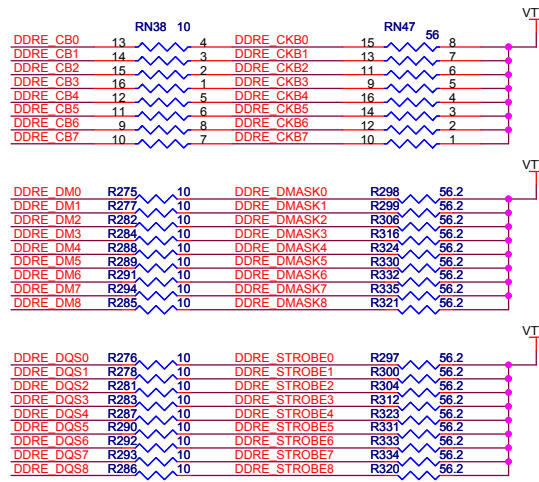 VT
RN38 10 RN47 56
DDRE_CB0 13 4 DDRE_CKB0 15 8
DDRE_CB1 14 3 DDRE_CKB1 13 7
DDRE_CB2 15 2 DDRE_CKB2 11 6
DDRE_CB3 16 1 DDRE_CKB3 9 5
DDRE_CB4 12 5 DDRE_CKB4 16 4
DDRE_CB5 11 6 DDRE_CKB5 14 3
DDRE_CB6 9 8 DDRE_CKB6 12 2
DDRE_CB7 10 7 DDRE_CKB7 10 1
VT
DDRE_DM0 R275 10 DDRE_DMASK0 R298 56.2
DDRE_DM1 R277 10 DDRE_DMASK1 R299 56.2
DDRE_DM2 R282 10 DDRE_DMASK2 R306 56.2
DDRE_DM3 R284 10 DDRE_DMASK3 R316 56.2
DDRE_DM4 R288 10 DDRE_DMASK4 R324 56.2
DDRE_DM5 R289 10 DDRE_DMASK5 R330 56.2
DDRE_DM6 R291 10 DDRE_DMASK6 R332 56.2
DDRE_DM7 R294 10 DDRE_DMASK7 R335 56.2
DDRE_DM8 R285 10 DDRE_DMASK8 R321 56.2
VT
DDRE_DQS0 R276 10 DDRE_STROBE0 R297 56.2
DDRE_DQS1 R278 10 DDRE_STROBE1 R300 56.2
DDRE_DQS2 R281 10 DDRE_STROBE2 R304 56.2
DDRE_DQS3 R283 10 DDRE_STROBE3 R312 56.2
DDRE_DQS4 R287 10 DDRE_STROBE4 R323 56.2
DDRE_DQS5 R290 10 DDRE_STROBE5 R331 56.2
DDRE_DQS6 R292 10 DDRE_STROBE6 R333 56.2
DDRE_DQS7 R293 10 DDRE_STROBE7 R334 56.2
DDRE_DQS8 R286 10 DDRE_STROBE8 R320 56.2